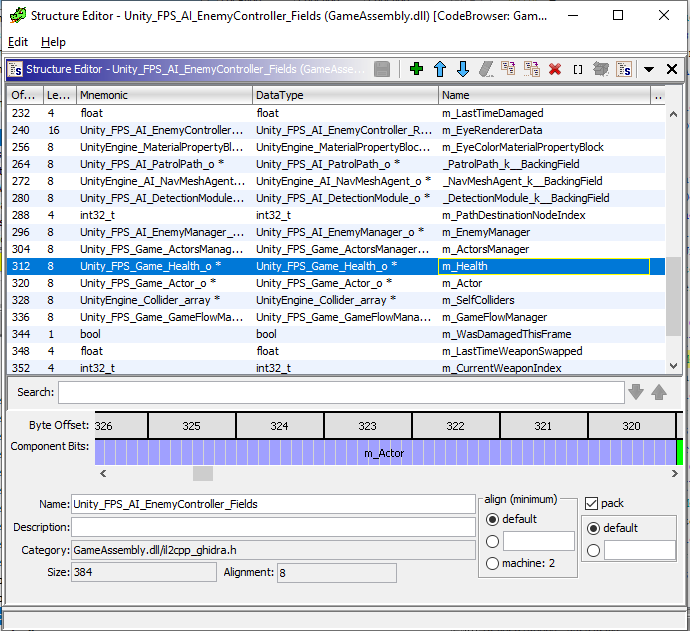 Structure Editor - Unity_FPS_AI_EnemyController_Fields (GameAssembly.dll) [CodeBrowser: Gam...
Edit Help
Structure Editor - Unity_FPS_AI_EnemyController_Fields (GameAsse...
Of... Le... Mnemonic DataType Name ..
232 4 float float m_LastTimeDamaged
240 16 Unity_FPS_AI_EnemyController... Unity_FPS_AI_EnemyController_R... m_EyeRendererData
256 8 UnityEngine_MaterialPropertyBl... UnityEngine_MaterialPropertyBloc... m_EyeColorMaterialPropertyBlock
264 8 Unity_FPS_AI_PatrolPath_o * Unity_FPS_AI_PatrolPath_o * _PatrolPath_k__BackingField
272 8 UnityEngine_AI_NavMeshAgent... UnityEngine_AI_NavMeshAgent_o * _NavMeshAgent_k__BackingField
280 8 Unity_FPS_AI_DetectionModule... Unity_FPS_AI_DetectionModule_o * _DetectionModule_k__BackingField
288 4 int32_t int32_t m_PathDestinationNodeIndex
296 8 Unity_FPS_AI_EnemyManager_... Unity_FPS_AI_EnemyManager_o * m_EnemyManager
304 8 Unity_FPS_Game_ActorsManag... Unity_FPS_Game_ActorsManager... m_ActorsManager
312 8 Unity_FPS_Game_Health_o * Unity_FPS_Game_Health_o * m_Health
320 8 Unity_FPS_Game_Actor_o * Unity_FPS_Game_Actor_o * m_Actor
328 8 UnityEngine_Collider_array * UnityEngine_Collider_array * m_SelfColliders
336 8 Unity_FPS_Game_GameFlowMa... Unity_FPS_Game_GameFlowMana... m_GameFlowManager
344 1 bool bool m_WasDamagedThisFrame
348 4 float float m_LastTimeWeaponSwapped
352 4 int32_t int32_t m_CurrentWeaponIndex
Search:
Byte Offset: 326 325 324 323 322 321 320
Component Bits: m_Actor
Name: Unity_FPS_AI_EnemyController_Fields
Description:
Category: GameAssembly.dll/il2cpp_ghidra.h
Size: 384 Alignment: 8
align (minimum)
default
machine: 2
pack
default